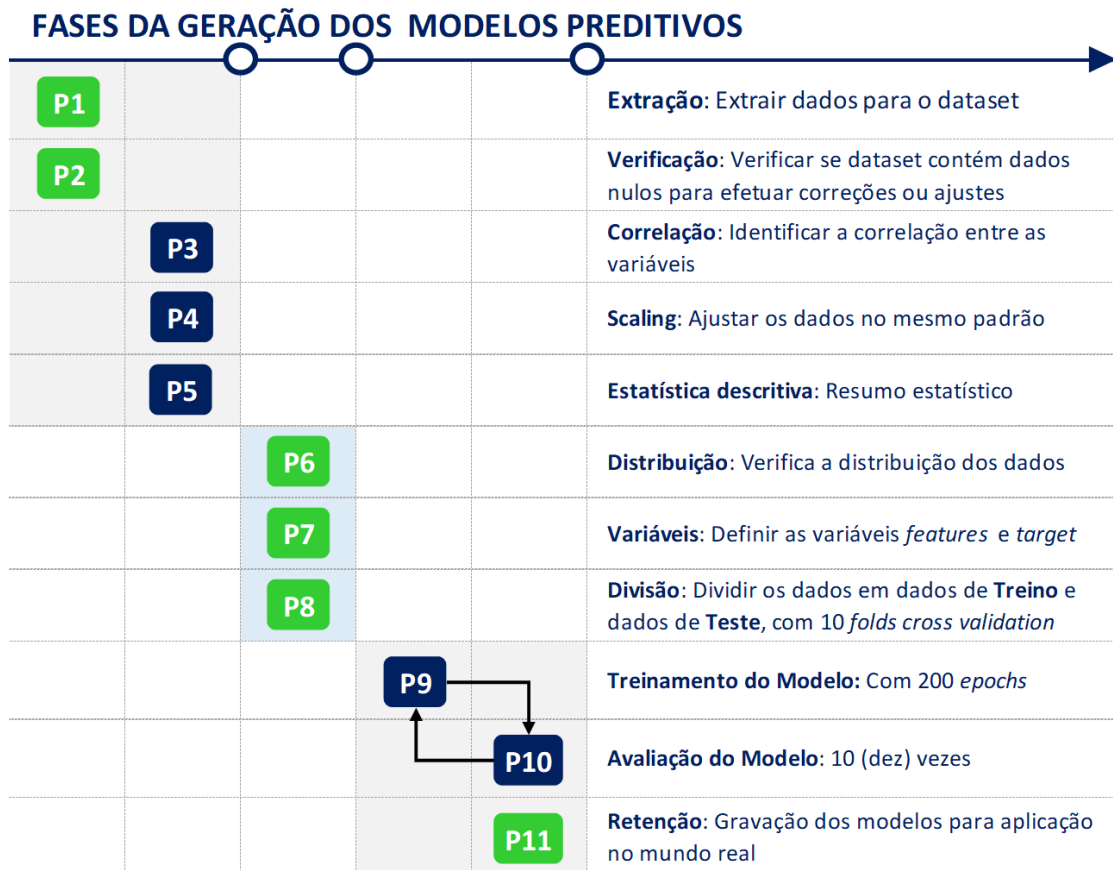 FASES DA GERAÇÃO DOS MODELOS PREDITIVOS
P1
Extração: Extrair dados para o dataset
P2
Verificação: Verificar se dataset contém dados
nulos para efetuar correções ou ajustes
P3
Correlação: Identificar a correlação entre as
variáveis
P4
Scaling: Ajustar os dados no mesmo padrão
P5
Estatística descritiva: Resumo estatístico
P6
Distribuição: Verifica a distribuição dos dados
P7
Variáveis: Definir as variáveis features e target
P8
Divisão: Dividir os dados em dados de Treino e
dados de Teste, com 10 folds cross validation
P9
Treinamento do Modelo: Com 200 epochs
P10
Avaliação do Modelo: 10 (dez) vezes
P11
Retenção: Gravação dos modelos para aplicação
no mundo real